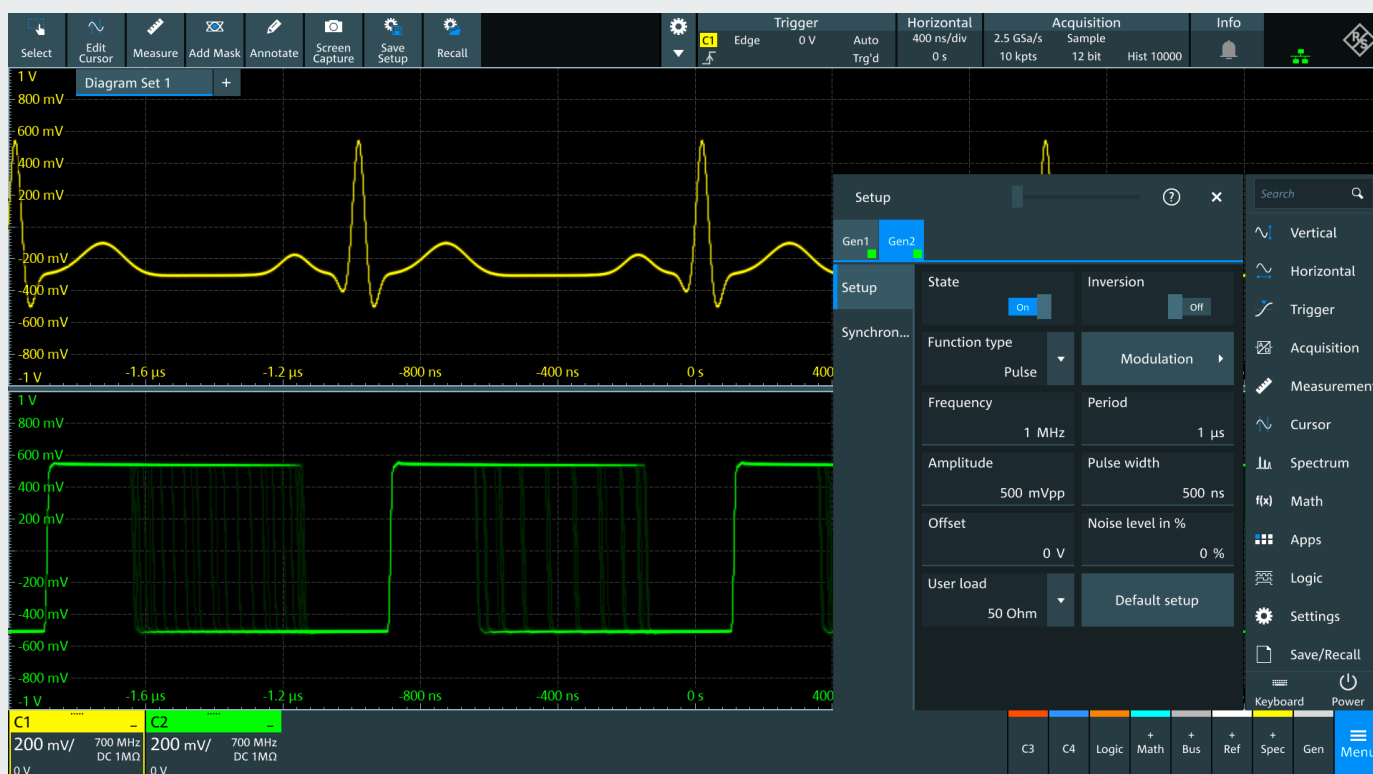 Select
Edit
Cursor
Measure
Add Mask
Annotate
Screen
Capture
Save
Setup
Recall
Trigger
C1
Edge
0 V
Auto
Trg'd
Horizontal
400 ns/div
0 s
Acquisition
2.5 GSa/s
Sample
10 kpts
12 bit
Hist 10000
Info
R&S
Diagram Set 1
+
1 V
800 mV
600 mV
400 mV
200 mV
-200 mV
-400 mV
-600 mV
-800 mV
-1 V
-1.6 µs
-1.2 µs
-800 ns
-400 ns
0 s
400
1 V
800 mV
600 mV
400 mV
200 mV
-200 mV
-400 mV
-600 mV
-800 mV
-1 V
-1.6 µs
-1.2 µs
-800 ns
-400 ns
0 s
400
Setup
?
Gen1
Gen2
Setup
Synchron...
State
On
Inversion
Off
Function type
Pulse
Modulation
Frequency
1 MHz
Period
1 µs
Amplitude
500 mVpp
Pulse width
500 ns
Offset
0 V
Noise level in %
0 %
User load
50 Ohm
Default setup
Search
Vertical
Horizontal
Trigger
Acquisition
Measuremen
Cursor
Spectrum
f(x) Math
Apps
Logic
Settings
Save/Recall
Keyboard
Power
C1
200 mV/
700 MHz
DC 1MΩ
0 V
C2
200 mV/
700 MHz
DC 1MΩ
0 V
C3
C4
Logic
+
Math
+
Bus
+
Ref
+
Spec
Gen
Menu